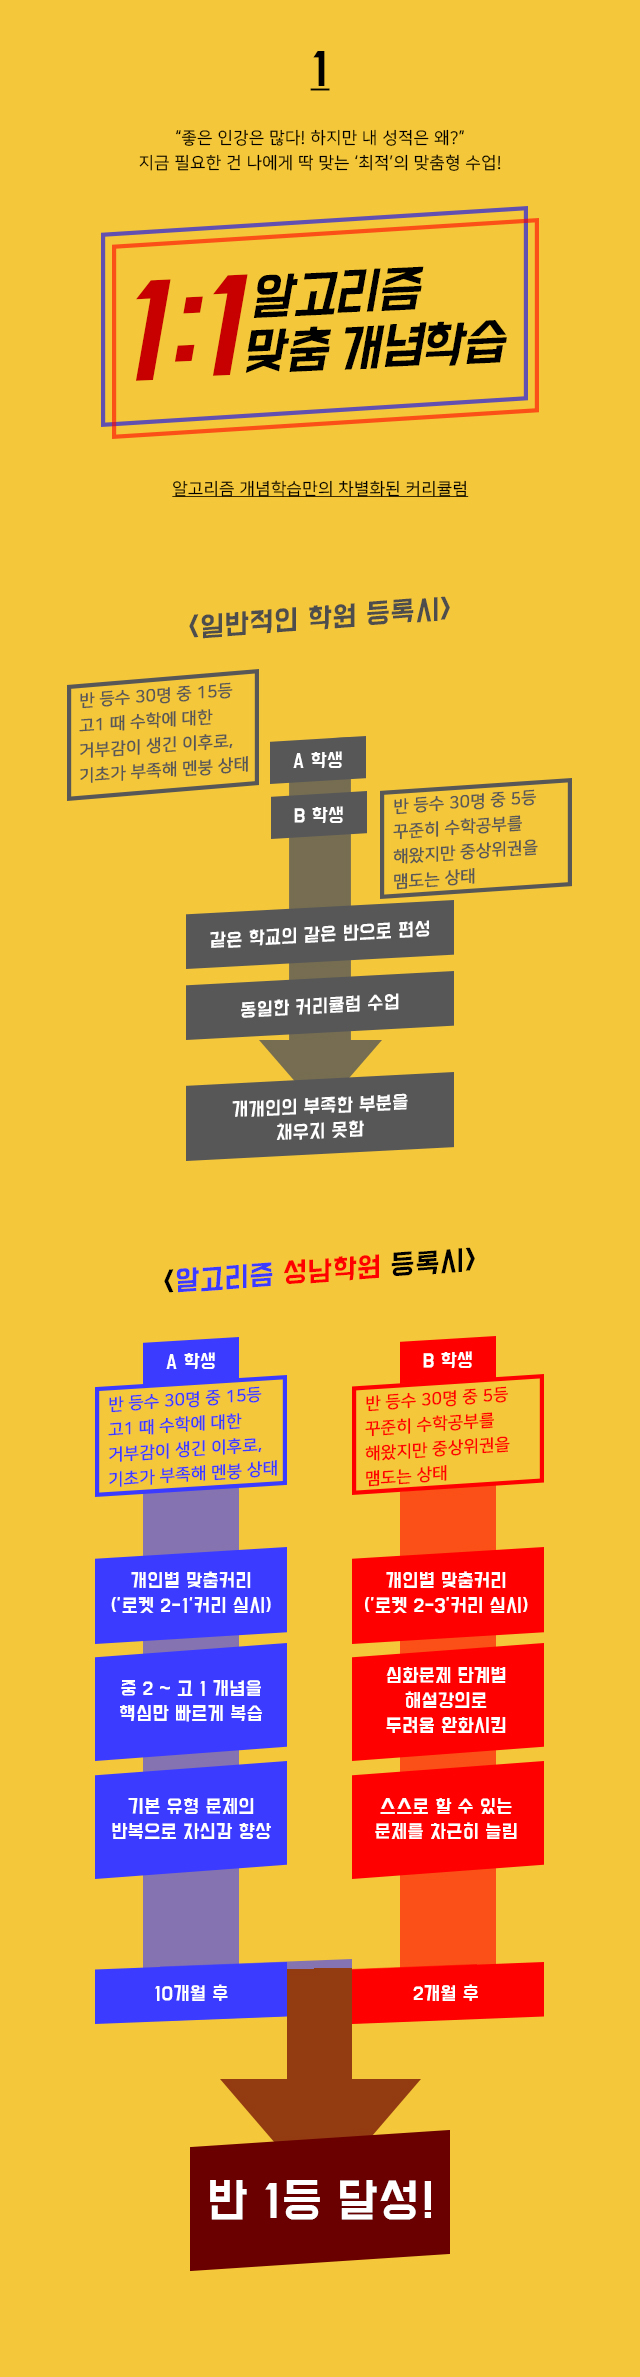 1
“좋은 인강은 많다! 하지만 내 성적은 왜?”
지금 필요한 건 나에게 딱 맞는 ‘최적’의 맞춤형 수업!
1:1 알고리즘
맞춤 개념학습
알고리즘 개념학습만의 차별화된 커리큘럼
<일반적인 학원 등록시>
반 등수 30명 중 15등
고1 때 수학에 대한
거부감이 생긴 이후로,
기초가 부족해 멘붕 상태
A 학생
B 학생
반 등수 30명 중 5등
꾸준히 수학공부를
해왔지만 중상위권을
맴도는 상태
같은 학교의 같은 반으로 편성
동일한 커리큘럼 수업
개개인의 부족한 부분을
채우지 못함
<알고리즘 성남학원 등록시>
A 학생
반 등수 30명 중 15등
고1 때 수학에 대한
거부감이 생긴 이후로,
기초가 부족해 멘붕 상태
개인별 맞춤커리
('로켓 2-1'커리 실시)
중 2 ~ 고 1 개념을
핵심만 빠르게 복습
기본 유형 문제의
반복으로 자신감 향상
10개월 후
B 학생
반 등수 30명 중 5등
꾸준히 수학공부를
해왔지만 중상위권을
맴도는 상태
개인별 맞춤커리
('로켓 2-3'커리 실시)
심화문제 단계별
해설강의로
두려움 완화시킴
스스로 할 수 있는
문제를 차근히 늘림
2개월 후
반 1등 달성!